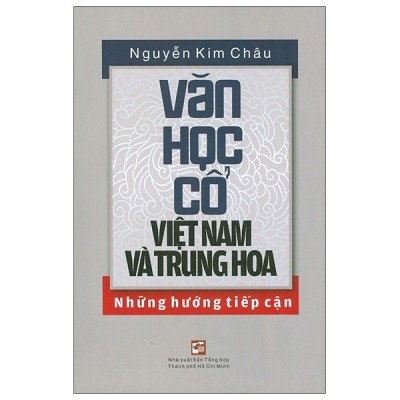 Nguyễn Kim Châu
VĂN
HỌC
CỔ
VIỆT NAM
VÀ TRUNG HOA
Những hướng tiếp cận
Nhà xuất bản Tổng hợp
Thành phố Hồ Chí Minh